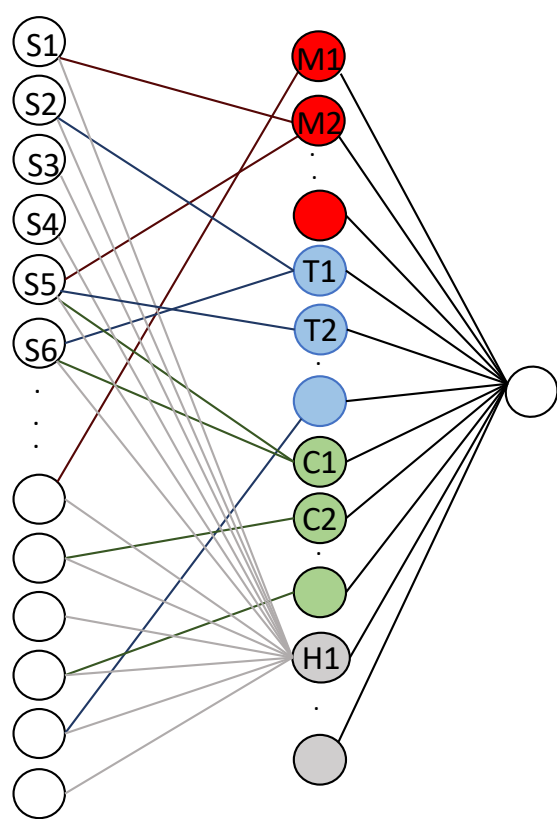 S1
S2
S3
S4
S5
S6
.
.
.
M1
M2
.
.
T1
T2
.
C1
C2
.
H1
.